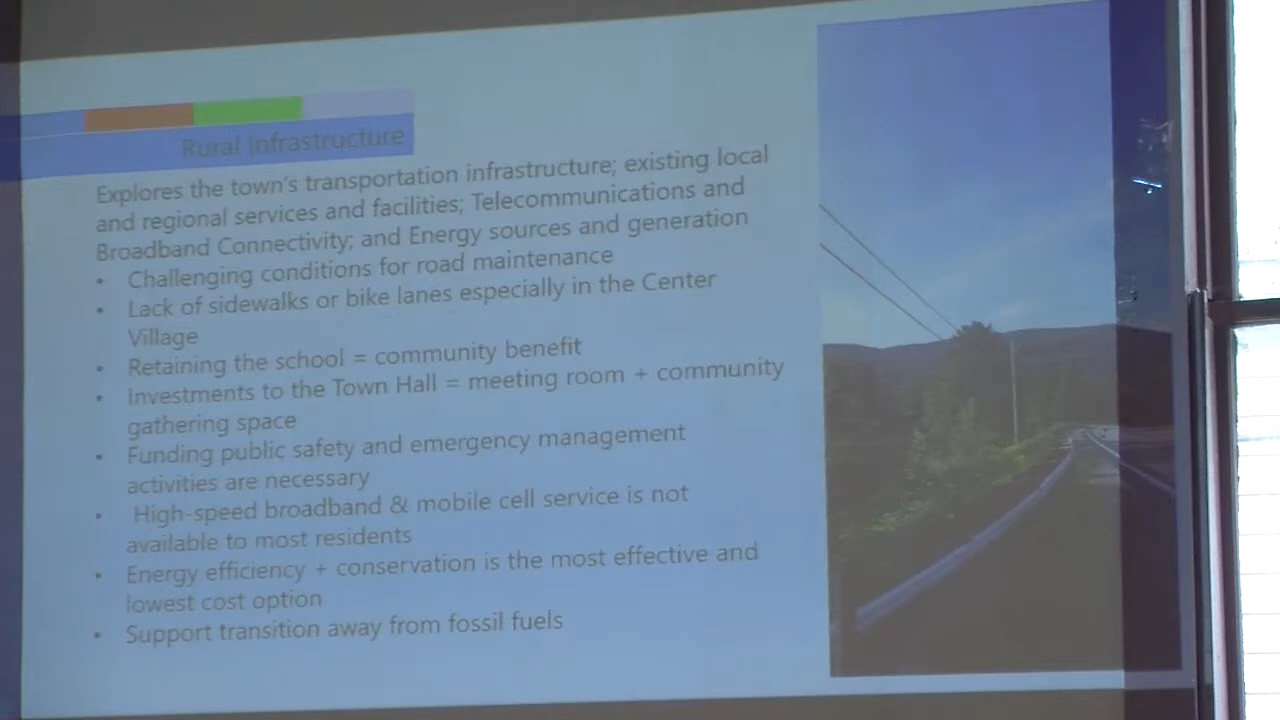 Rural Infrastructure
Explores the town's transportation infrastructure; existing local
and regional services and facilities; Telecommunications and
Broadband Connectivity; and Energy sources and generation
• Challenging conditions for road maintenance
• Lack of sidewalks or bike lanes especially in the Center
Village
• Retaining the school = community benefit
• Investments to the Town Hall = meeting room + community
gathering space
• Funding public safety and emergency management
activities are necessary
• High-speed broadband & mobile cell service is not
available to most residents
• Energy efficiency + conservation is the most effective and
lowest cost option
• Support transition away from fossil fuels